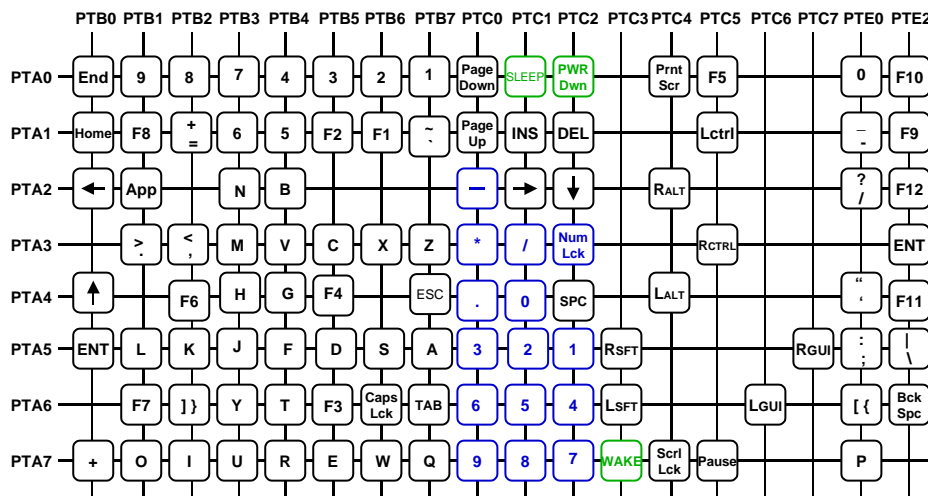 PTB0 PTB1 PTB2 PTB3 PTB4 PTB5 PTB6 PTB7 PTC0 PTC1 PTC2 PTC3 PTC4 PTC5 PTC6 PTC7 PTE0 PTE2
PTA0 End 9 8 7 4 3 2 1 Page Down SLEEP PWR Dwn Prnt Scr F5 0 F10
PTA1 Home F8 + = 6 5 F2 F1 ~ ` Page Up INS DEL Lctrl _ - F9
PTA2 ← App N B — → ↓ RALT ? / F12
PTA3 > . < , M V C X Z * / Num Lck RCTRL ENT
PTA4 ↑ F6 H G F4 ESC . 0 SPC LALT “ ‘ F11
PTA5 ENT L K J F D S A 3 2 1 RSFT RGUI : ; | \
PTA6 F7 ] } Y T F3 Caps Lck TAB 6 5 4 LSFT LGUI [ { Bck Spc
PTA7 + O I U R E W Q 9 8 7 WAKE Scrl Lck Pause P